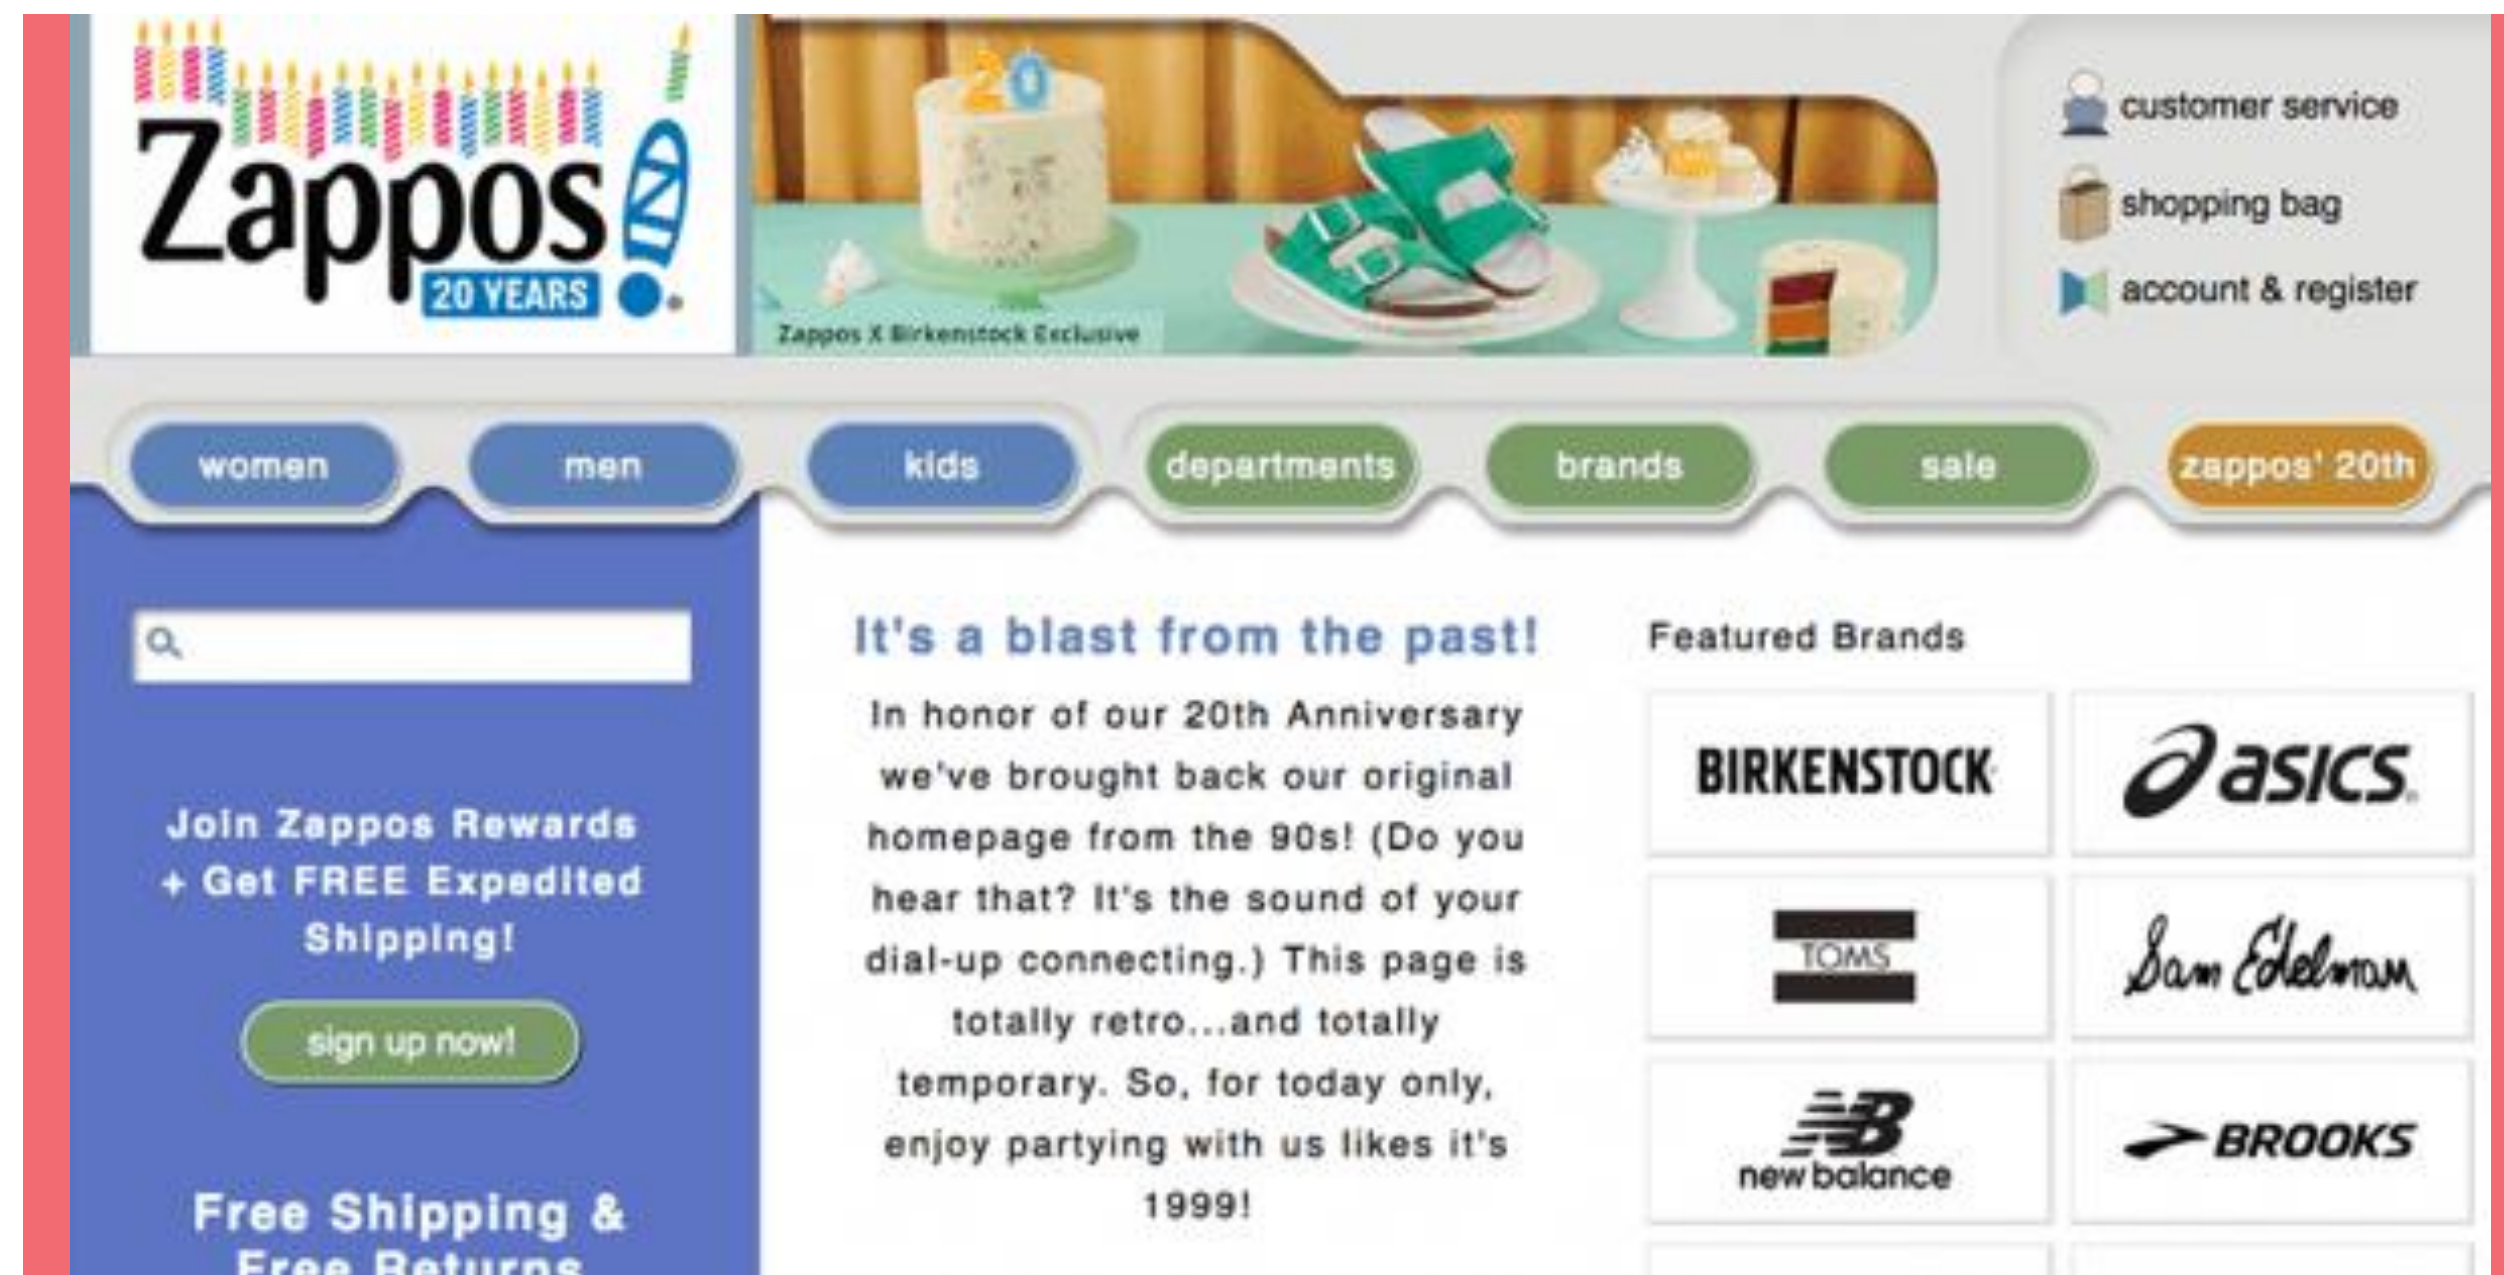 Zappos!
20 YEARS
20
Zappos X Birkenstock Exclusive
customer service
shopping bag
account & register
women
men
kids
departments
brands
sale
zappos' 20th
Join Zappos Rewards
+ Get FREE Expedited
Shipping!
sign up now!
Free Shipping &
Free Returns
It's a blast from the past!
In honor of our 20th Anniversary
we've brought back our original
homepage from the 90s! (Do you
hear that? It's the sound of your
dial-up connecting.) This page is
totally retro...and totally
temporary. So, for today only,
enjoy partying with us likes it's
1999!
Featured Brands
BIRKENSTOCK
asics
TOMS
Sam Edelman
NB
new balance
BROOKS